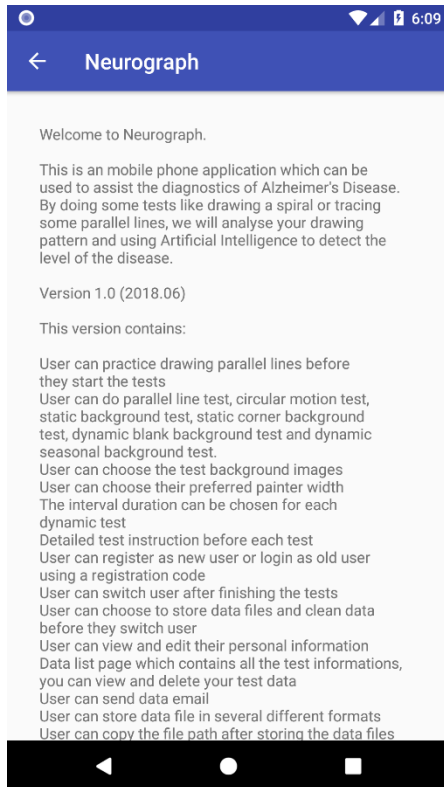 6:09
Neurograph
Welcome to Neurograph.
This is an mobile phone application which can be
used to assist the diagnostics of Alzheimer's Disease.
By doing some tests like drawing a spiral or tracing
some parallel lines, we will analyse your drawing
pattern and using Artificial Intelligence to detect the
level of the disease.
Version 1.0 (2018.06)
This version contains:
User can practice drawing parallel lines before
they start the tests
User can do parallel line test, circular motion test,
static background test, static corner background
test, dynamic blank background test and dynamic
seasonal background test.
User can choose the test background images
User can choose their preferred painter width
The interval duration can be chosen for each
dynamic test
Detailed test instruction before each test
User can register as new user or login as old user
using a registration code
User can switch user after finishing the tests
User can choose to store data files and clean data
before they switch user
User can view and edit their personal information
Data list page which contains all the test informations,
you can view and delete your test data
User can send data email
User can store data file in several different formats
User can copy the file path after storing the data files